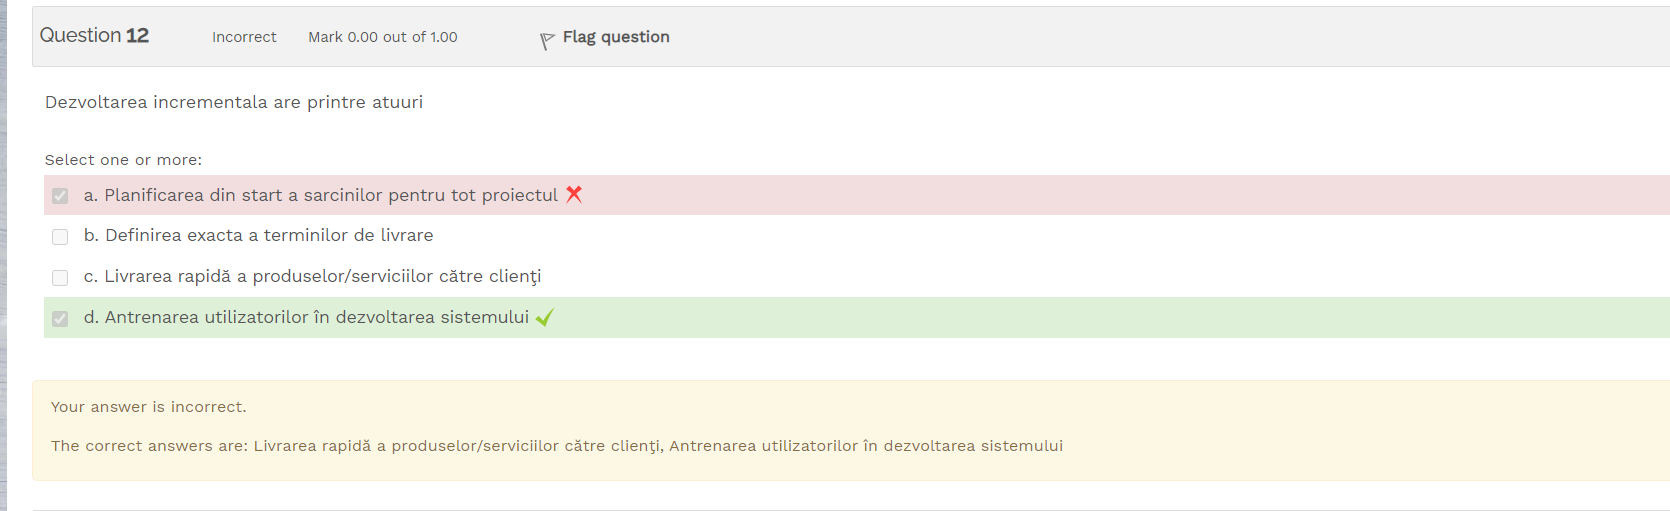 Question 12 Incorrect Mark 0.00 out of 1.00 Flag question
Dezvoltarea incrementala are printre atuuri
Select one or more:
a. Planificarea din start a sarcinilor pentru tot proiectul
b. Definirea exacta a terminilor de livrare
c. Livrarea rapidă a produselor/serviciilor către clienţi
d. Antrenarea utilizatorilor în dezvoltarea sistemului
Your answer is incorrect.
The correct answers are: Livrarea rapidă a produselor/serviciilor către clienţi, Antrenarea utilizatorilor în dezvoltarea sistemului